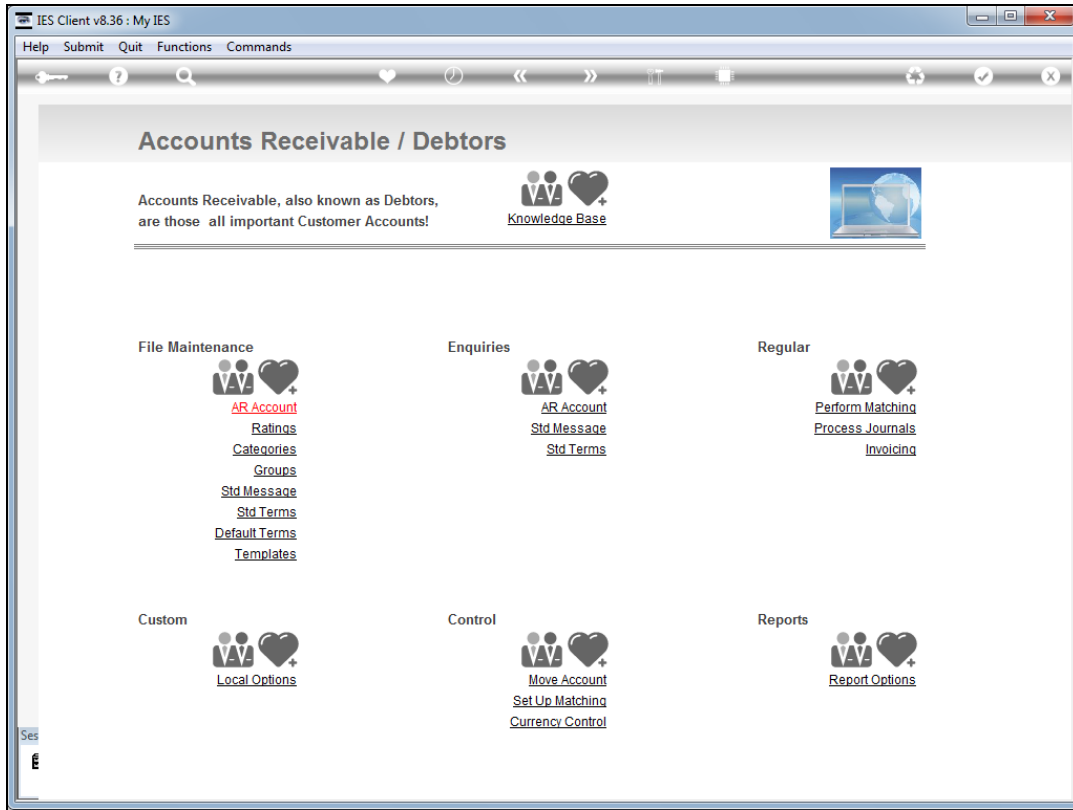 IES Client v8.36 : My IES
Help Submit Quit Functions Commands
Accounts Receivable / Debtors
Accounts Receivable, also known as Debtors,
are those all important Customer Accounts!
Knowledge Base
File Maintenance
AR Account
Ratings
Categories
Groups
Std Message
Std Terms
Default Terms
Templates
Enquiries
AR Account
Std Message
Std Terms
Regular
Perform Matching
Process Journals
Invoicing
Custom
Local Options
Control
Move Account
Set Up Matching
Currency Control
Reports
Report Options
Ses